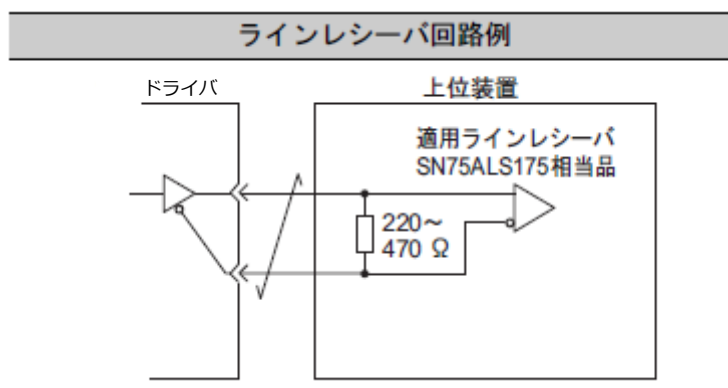 ラインレシーバ回路例
ドライバ
上位装置
適用ラインレシーバ
SN75ALS175相当品
220～
470 Ω